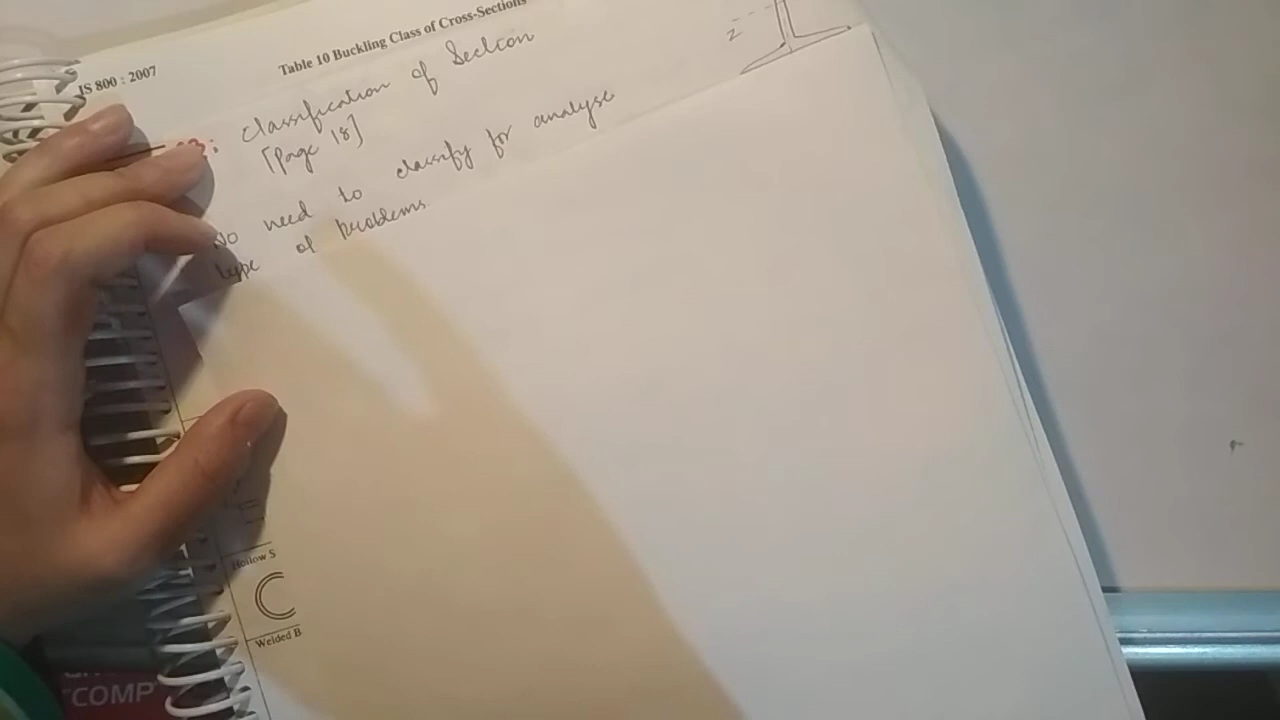 IS 800 : 2007
Table 10 Buckling Class of Cross-Sections
Classification of Section
[Page 18]
No need to classify for analyse
type of problems.
z
Hollow S
Welded B
"COMP"